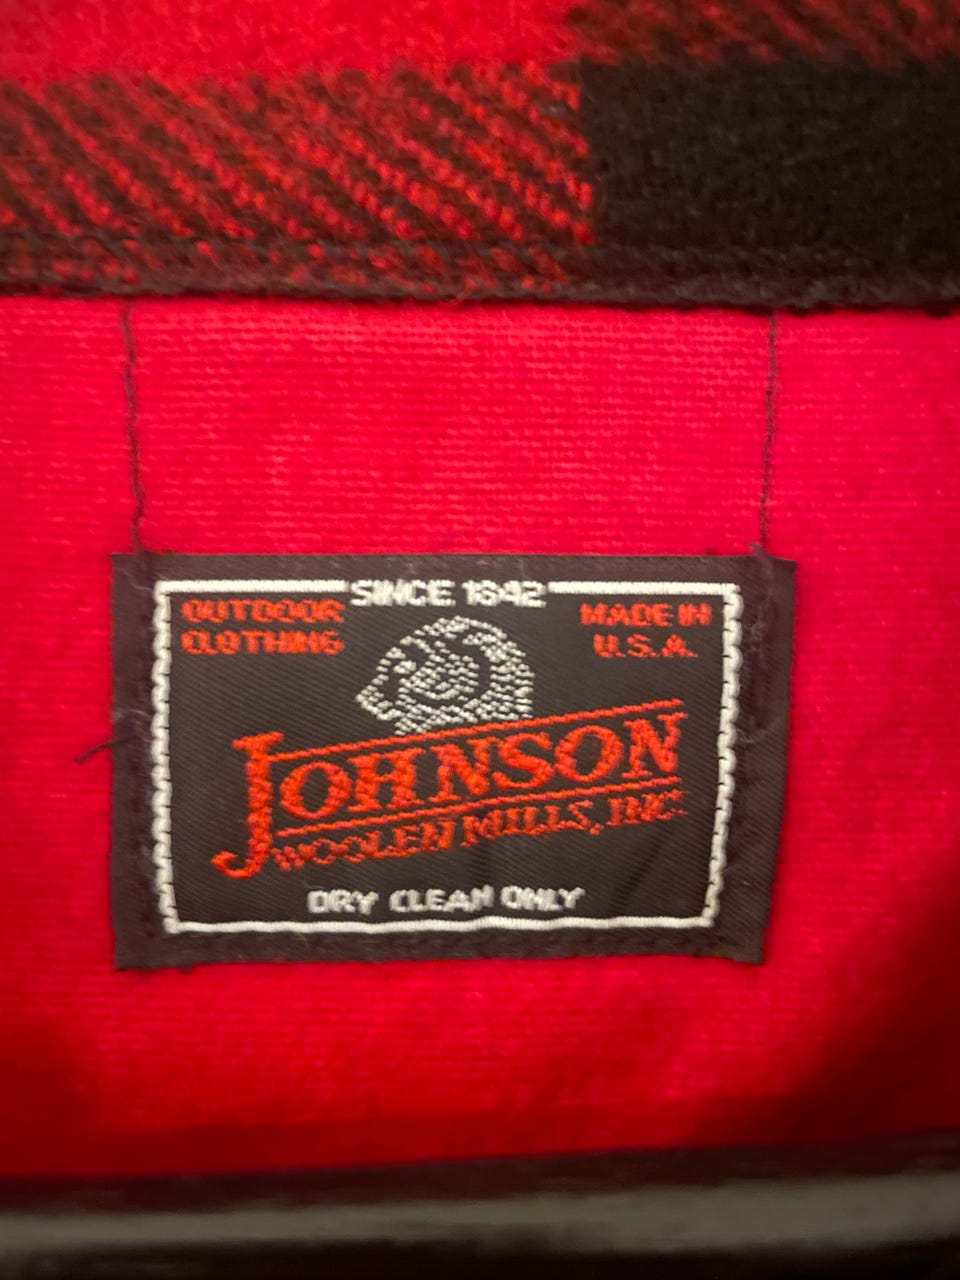 SINCE 1842
OUTDOOR
CLOTHING
MADE IN
U.S.A.
JOHNSON
WOOLEN MILLS, INC.
DRY CLEAN ONLY